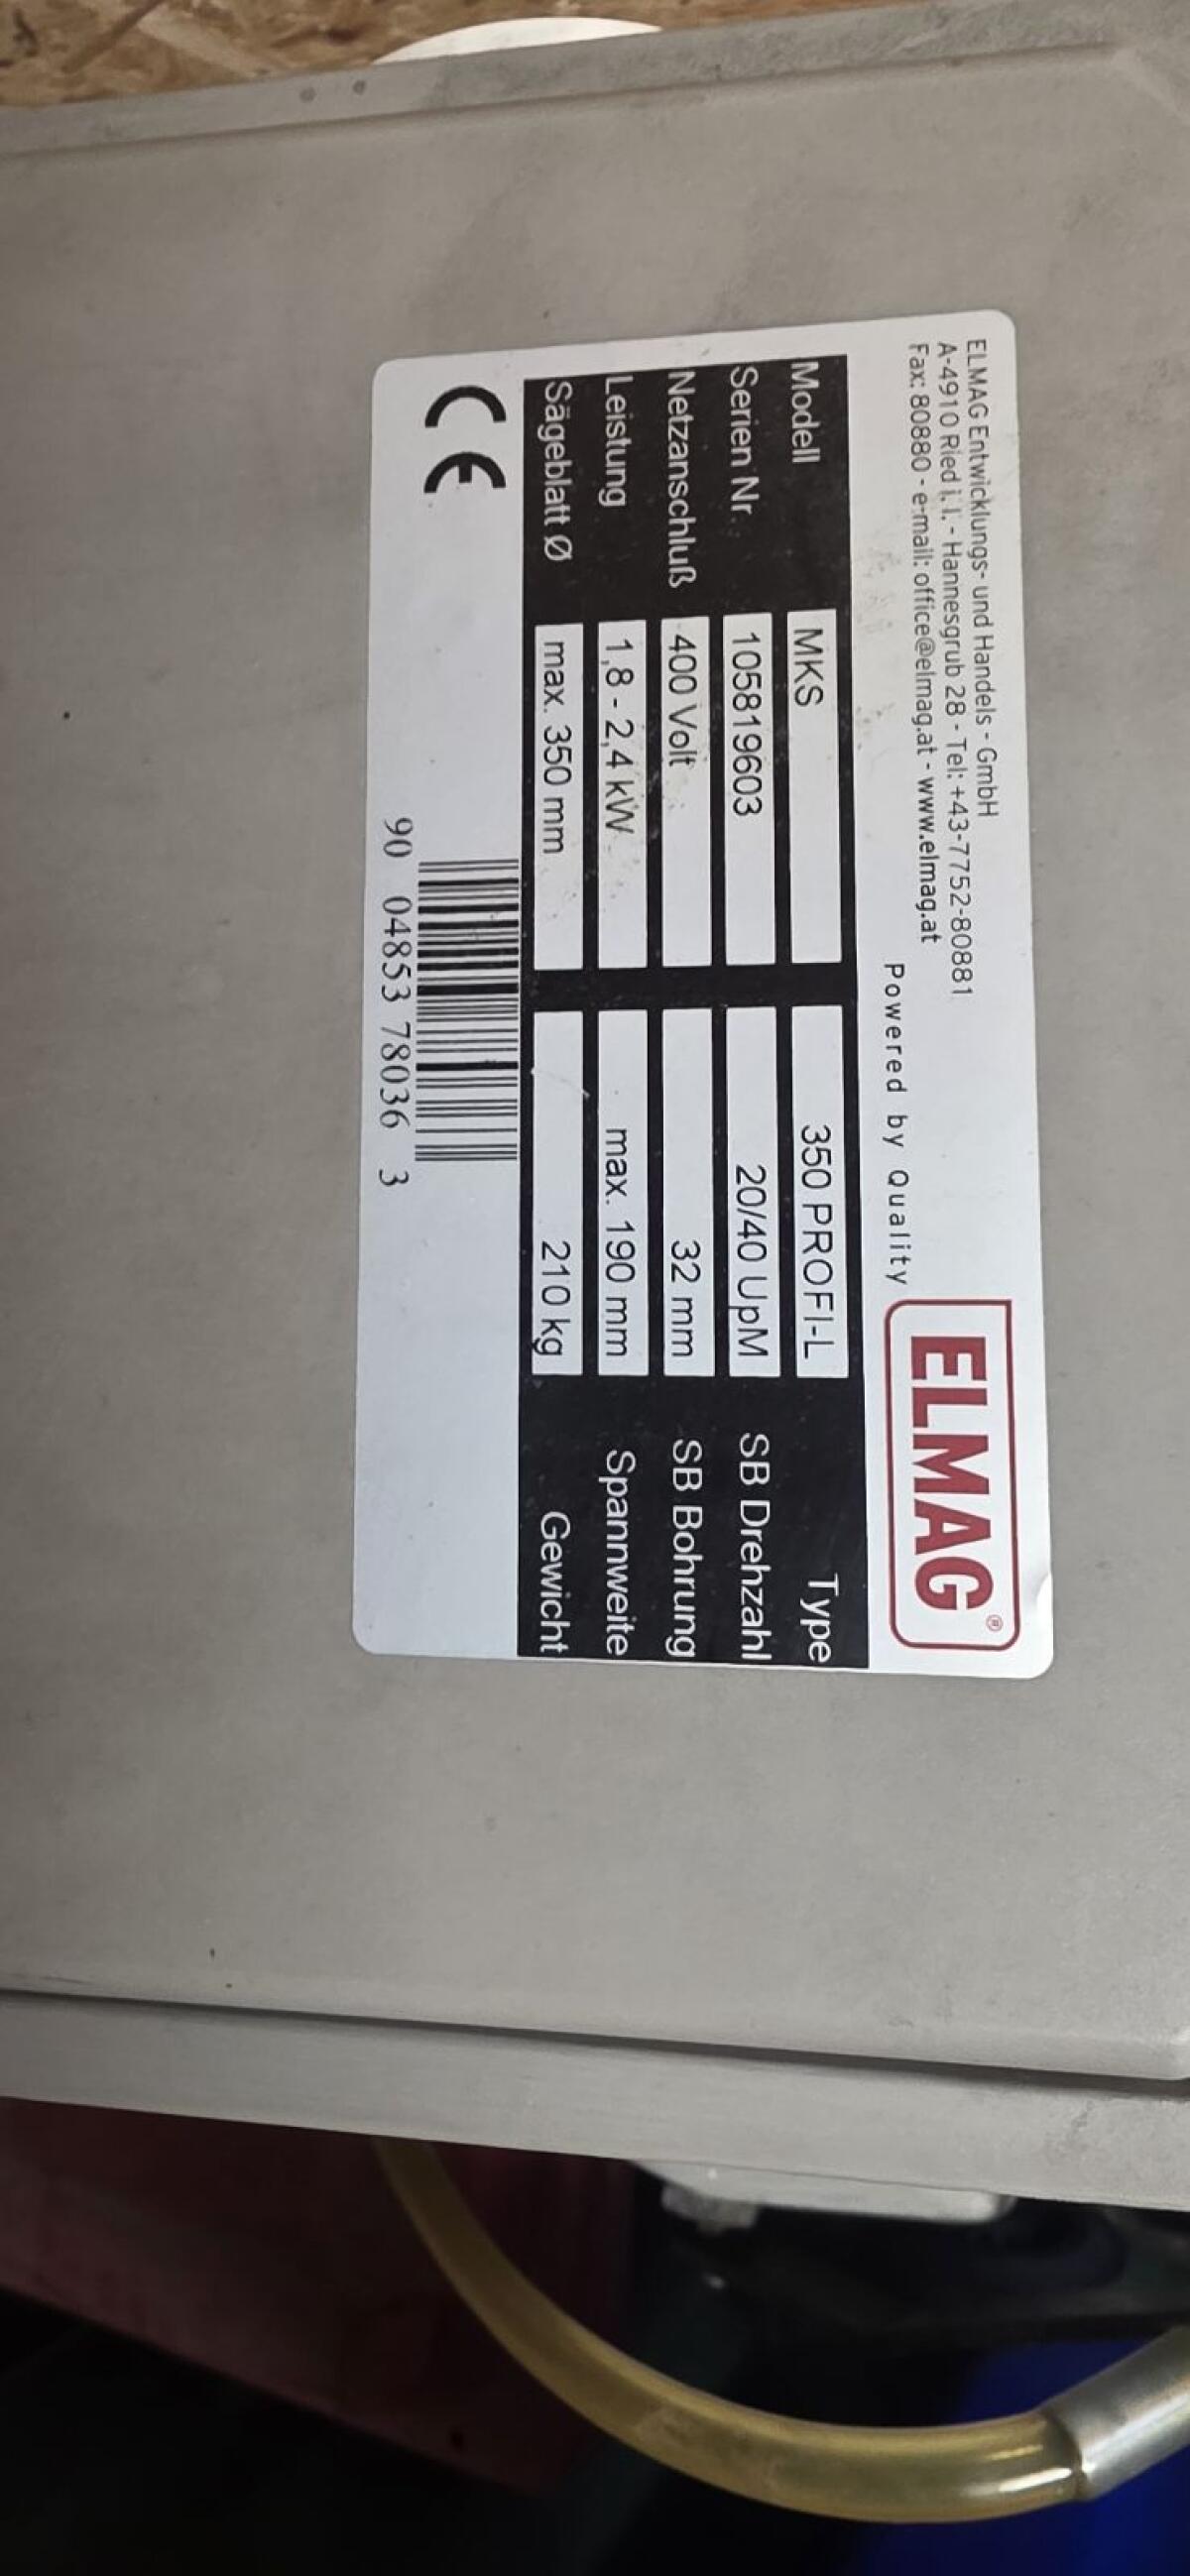 ELMAG Entwicklungs- und Handels - GmbH
A-4910 Ried i. I. - Hannesgrub 28 - Tel: +43-7752-80881
Fax: 80880 - e-mail: office@elmag.at - www.elmag.at
Powered by Quality
ELMAG®
Modell MKS 350 PROFI-L Type
Serien Nr. 105819603 20/40 UpM SB Drehzahl
Netzanschluß 400 Volt 32 mm SB Bohrung
Leistung 1,8 - 2,4 kW max. 190 mm Spannweite
Sägeblatt Ø max. 350 mm 210 kg Gewicht
CE
90 04853 78036 3